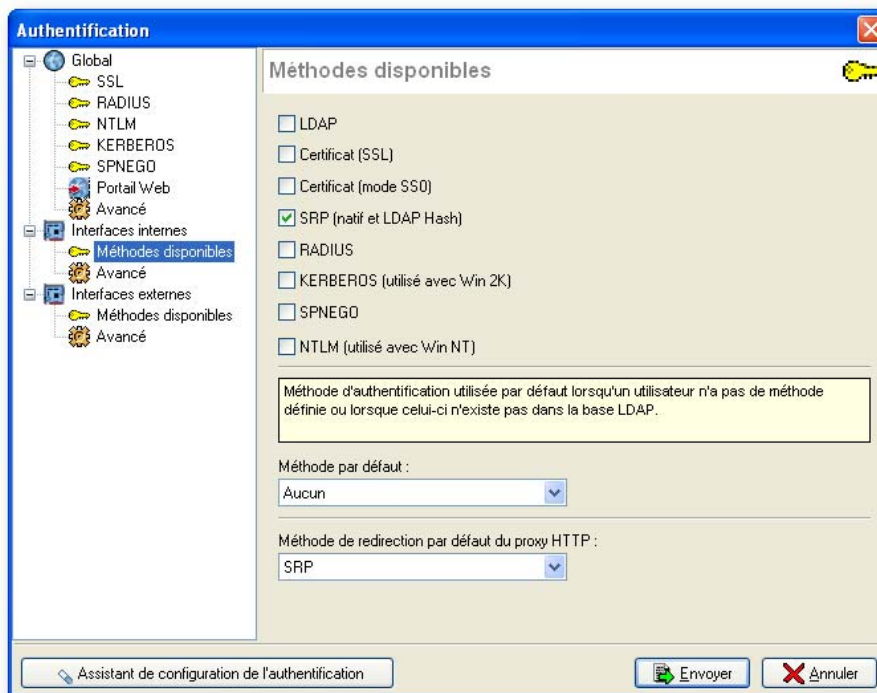 Authentification
Global
SSL
RADIUS
NTLM
KERBEROS
SPNEGO
Portail Web
Avancé
Interfaces internes
Méthodes disponibles
Avancé
Interfaces externes
Méthodes disponibles
Avancé
Méthodes disponibles
LDAP
Certificat (SSL)
Certificat (mode SSO)
SRP (natif et LDAP Hash)
RADIUS
KERBEROS (utilisé avec Win 2K)
SPNEGO
NTLM (utilisé avec Win NT)
Méthode d'authentification utilisée par défaut lorsqu'un utilisateur n'a pas de méthode
définie ou lorsque celui-ci n'existe pas dans la base LDAP.
Méthode par défaut :
Aucun
Méthode de redirection par défaut du proxy HTTP :
SRP
Assistant de configuration de l'authentification
Envoyer
Annuler